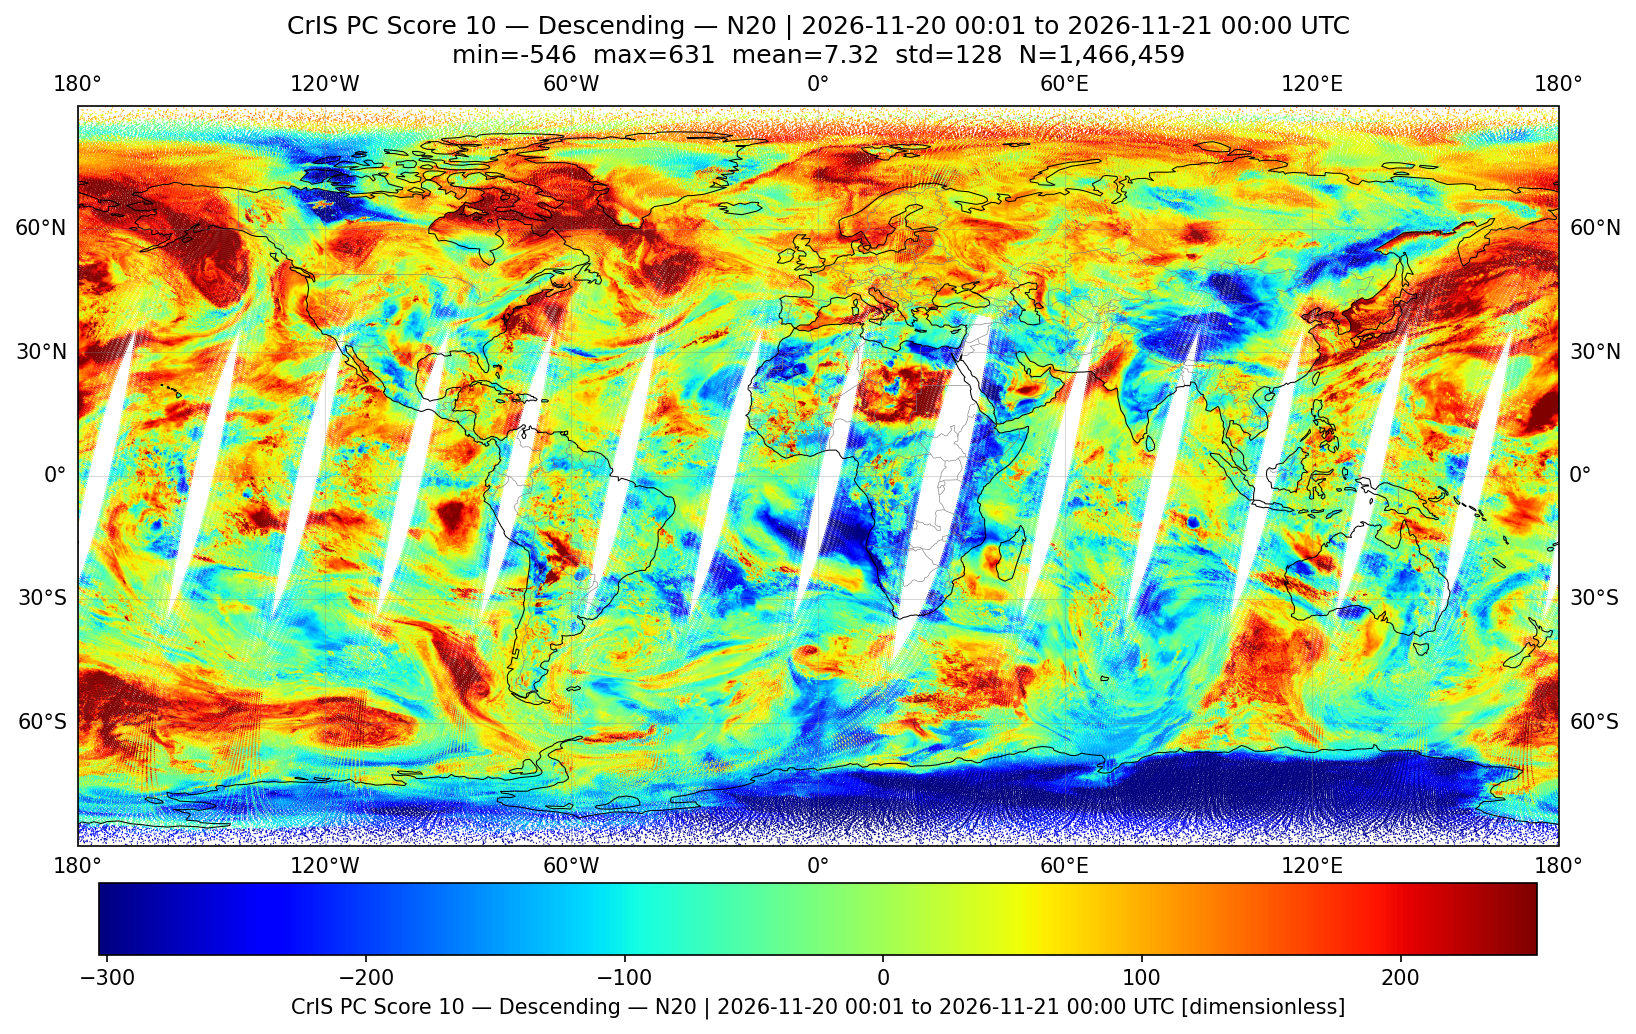 CrIS PC Score 10 — Descending — N20 | 2026-11-20 00:01 to 2026-11-21 00:00 UTC
min=-546  max=631  mean=7.32  std=128  N=1,466,459
180° 120°W 60°W 0° 60°E 120°E 180°
60°N 60°N
30°N 30°N
0° 0°
30°S 30°S
60°S 60°S
180° 120°W 60°W 0° 60°E 120°E 180°
−300 −200 −100 0 100 200
CrIS PC Score 10 — Descending — N20 | 2026-11-20 00:01 to 2026-11-21 00:00 UTC [dimensionless]